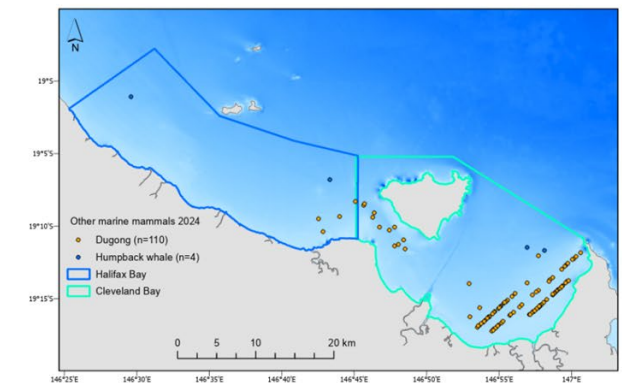 N
19°S
19°5'S
19°10'S
19°15'S
Other marine mammals 2024
Dugong (n=110)
Humpback whale (n=4)
Halifax Bay
Cleveland Bay
0 5 10 20 km
146°25'E 146°30'E 146°35'E 146°40'E 146°45'E 146°50'E 146°55'E 147°E